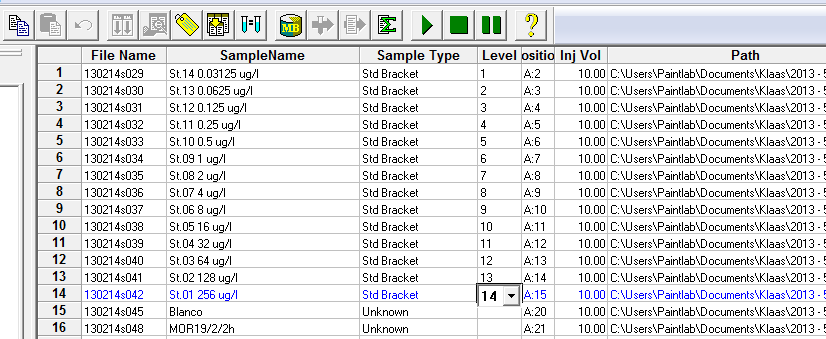 MB
?
File Name SampleName Sample Type Level ositio Inj Vol Path
1 130214s029 St.14 0.03125 ug/l Std Bracket 1 A:2 10.00 C:\Users\Paintlab\Documents\Klaas\2013 - 5
2 130214s030 St.13 0.0625 ug/l Std Bracket 2 A:3 10.00 C:\Users\Paintlab\Documents\Klaas\2013 - 5
3 130214s031 St.12 0.125 ug/l Std Bracket 3 A:4 10.00 C:\Users\Paintlab\Documents\Klaas\2013 - 5
4 130214s032 St.11 0.25 ug/l Std Bracket 4 A:5 10.00 C:\Users\Paintlab\Documents\Klaas\2013 - 5
5 130214s033 St.10 0.5 ug/l Std Bracket 5 A:6 10.00 C:\Users\Paintlab\Documents\Klaas\2013 - 5
6 130214s034 St.09 1 ug/l Std Bracket 6 A:7 10.00 C:\Users\Paintlab\Documents\Klaas\2013 - 5
7 130214s035 St.08 2 ug/l Std Bracket 7 A:8 10.00 C:\Users\Paintlab\Documents\Klaas\2013 - 5
8 130214s036 St.07 4 ug/l Std Bracket 8 A:9 10.00 C:\Users\Paintlab\Documents\Klaas\2013 - 5
9 130214s037 St.06 8 ug/l Std Bracket 9 A:10 10.00 C:\Users\Paintlab\Documents\Klaas\2013 - 5
10 130214s038 St.05 16 ug/l Std Bracket 10 A:11 10.00 C:\Users\Paintlab\Documents\Klaas\2013 - 5
11 130214s039 St.04 32 ug/l Std Bracket 11 A:12 10.00 C:\Users\Paintlab\Documents\Klaas\2013 - 5
12 130214s040 St.03 64 ug/l Std Bracket 12 A:13 10.00 C:\Users\Paintlab\Documents\Klaas\2013 - 5
13 130214s041 St.02 128 ug/l Std Bracket 13 A:14 10.00 C:\Users\Paintlab\Documents\Klaas\2013 - 5
14 130214s042 St.01 256 ug/l Std Bracket 14 A:15 10.00 C:\Users\Paintlab\Documents\Klaas\2013 - 5
15 130214s045 Blanco Unknown A:20 10.00 C:\Users\Paintlab\Documents\Klaas\2013 - 5
16 130214s048 MOR19/2/2h Unknown A:21 10.00 C:\Users\Paintlab\Documents\Klaas\2013 - 5